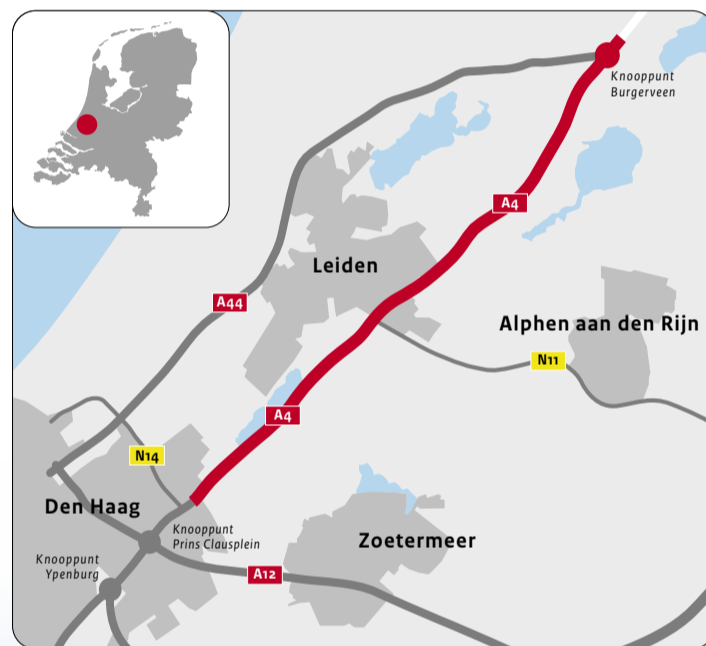 Knooppunt
Burgerveen
A4
Leiden
A44
Alphen aan den Rijn
N11
A4
N14
Den Haag
Knooppunt
Prins Clausplein
Zoetermeer
Knooppunt
Ypenburg
A12